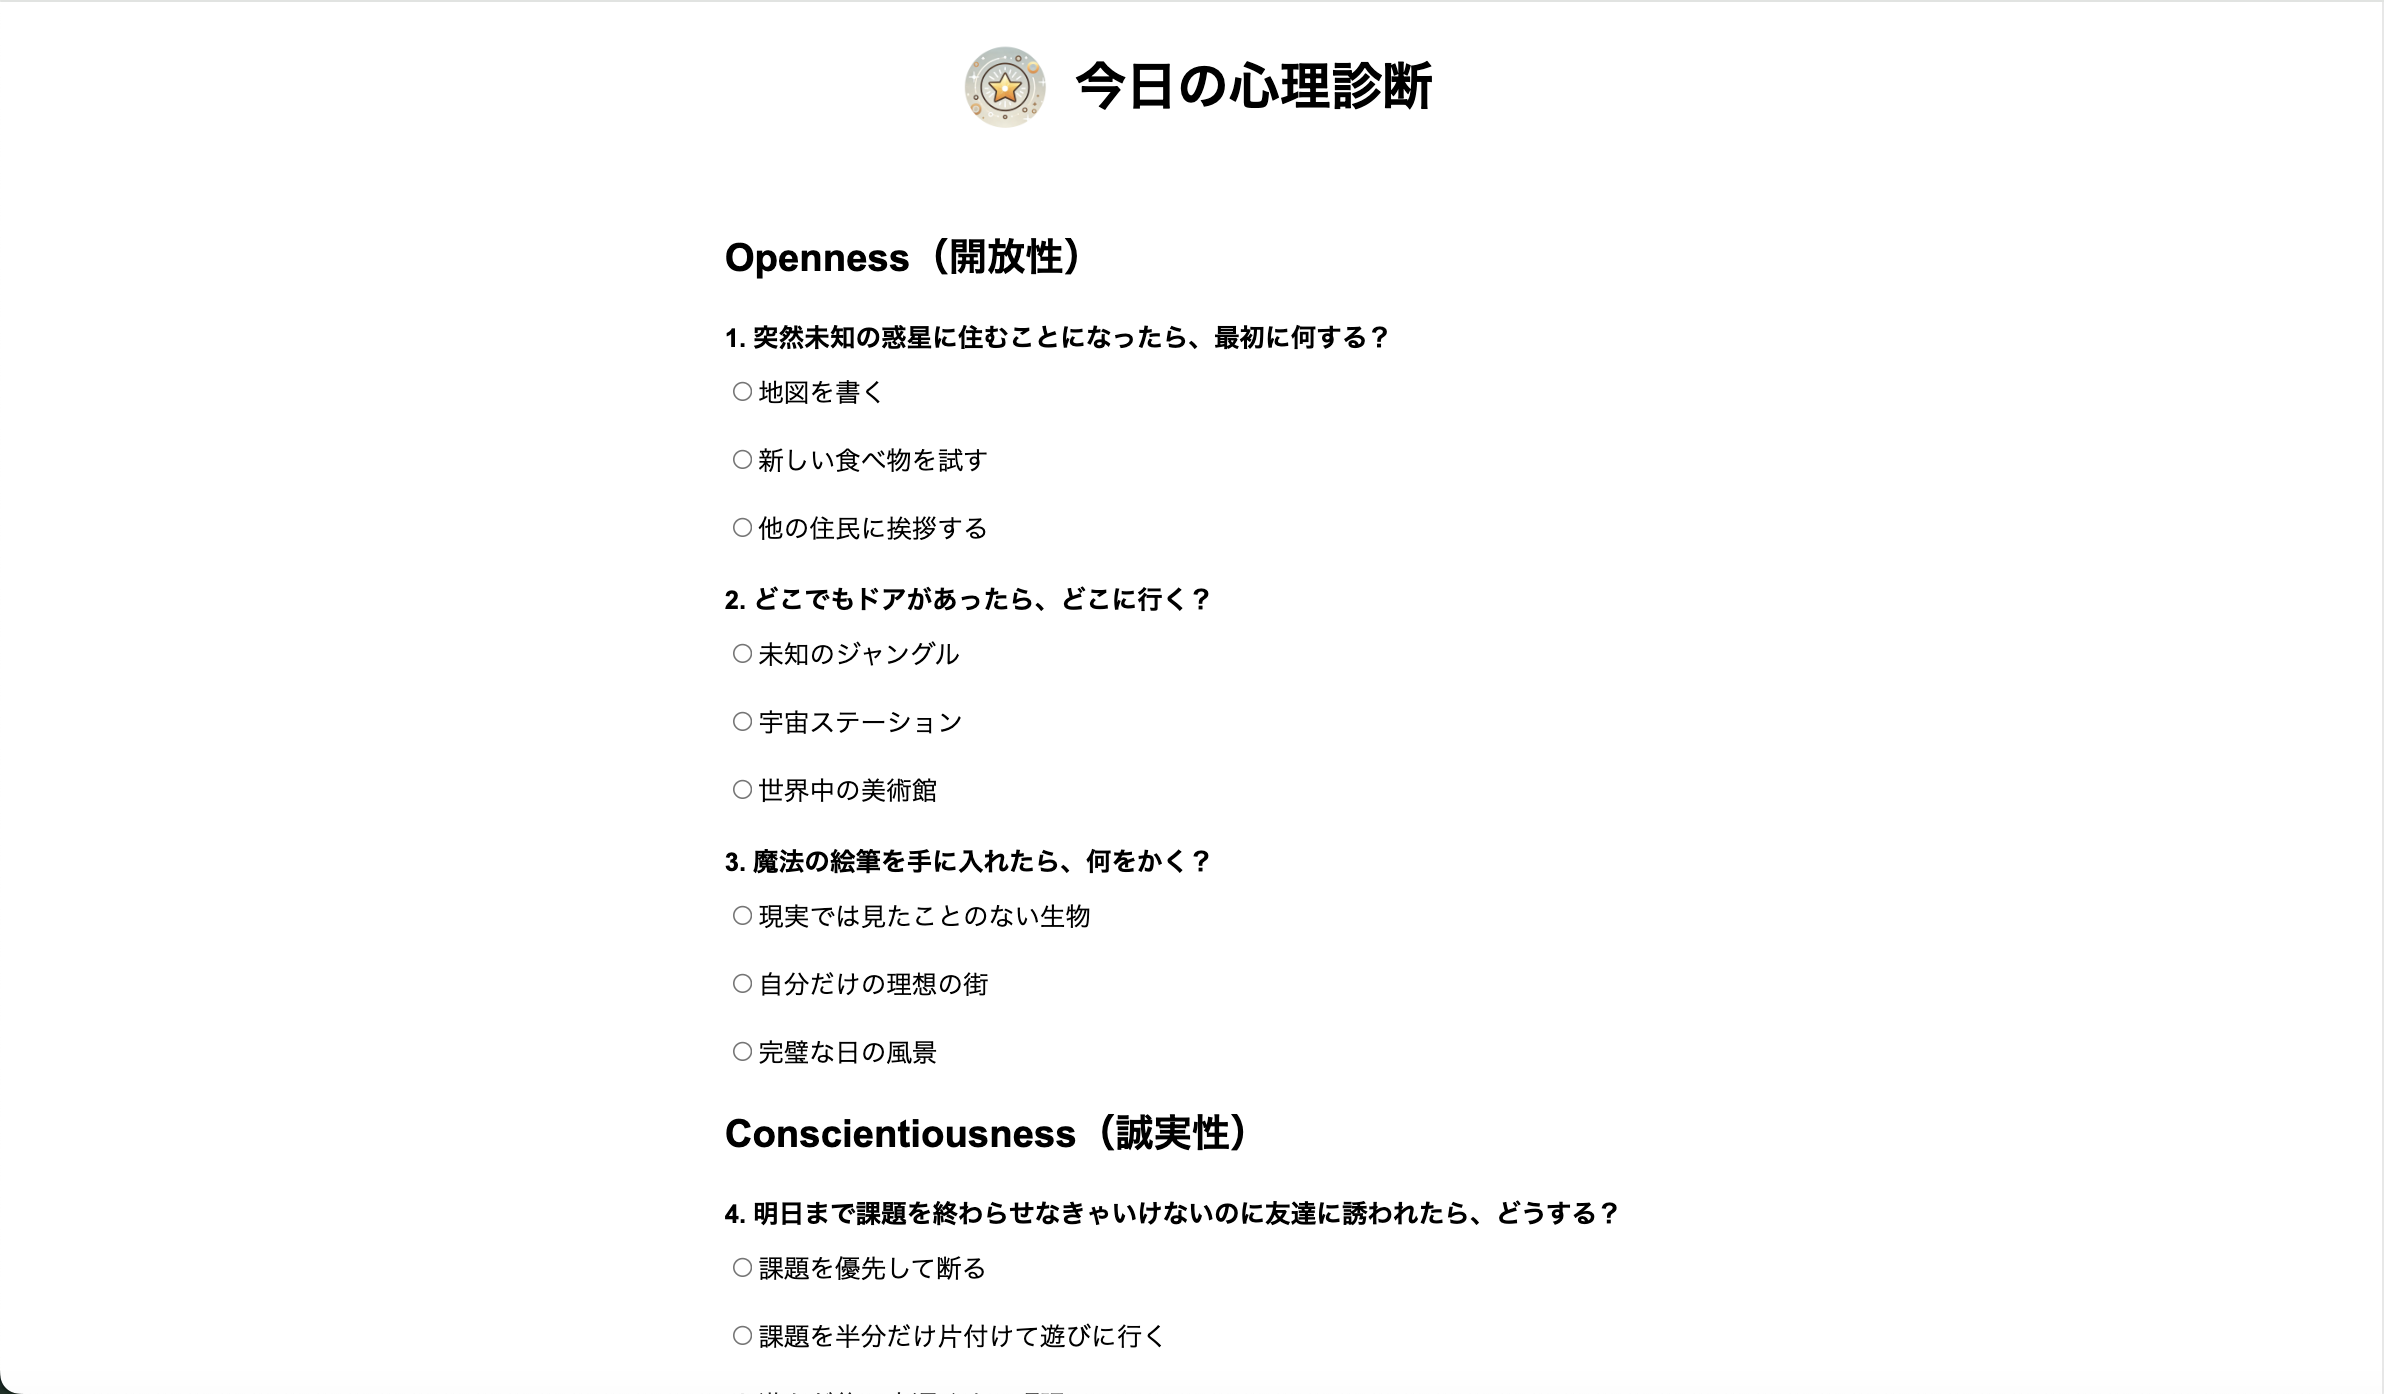 今日の心理診断
Openness（開放性）
1. 突然未知の惑星に住むことになったら、最初に何する？
地図を書く
新しい食べ物を試す
他の住民に挨拶する
2. どこでもドアがあったら、どこに行く？
未知のジャングル
宇宙ステーション
世界中の美術館
3. 魔法の絵筆を手に入れたら、何をかく？
現実では見たことのない生物
自分だけの理想の街
完璧な日の風景
Conscientiousness（誠実性）
4. 明日まで課題を終わらせなきゃいけないのに友達に誘われたら、どうする？
課題を優先して断る
課題を半分だけ片付けて遊びに行く